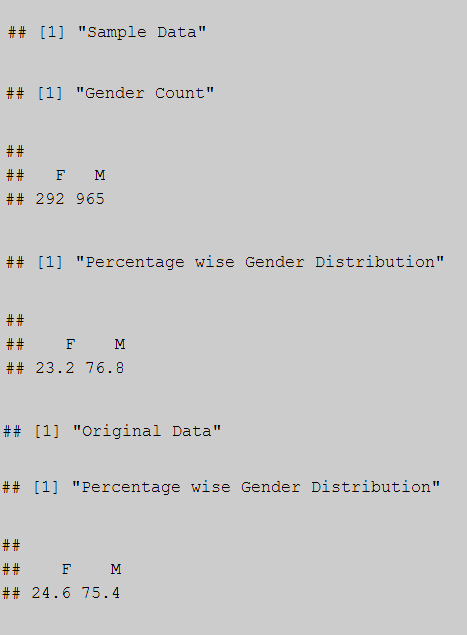 ## [1] "Sample Data"
## [1] "Gender Count"
##
##   F   M
## 292 965
## [1] "Percentage wise Gender Distribution"
##
##    F    M
## 23.2 76.8
## [1] "Original Data"
## [1] "Percentage wise Gender Distribution"
##
##    F    M
## 24.6 75.4